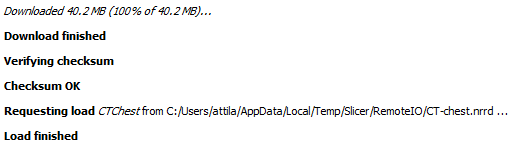 Downloaded 40.2 MB (100% of 40.2 MB)...
Download finished
Verifying checksum
Checksum OK
Requesting load CTChest from C:/Users/attila/AppData/Local/Temp/Slicer/RemoteIO/CT-chest.nrrd ...
Load finished